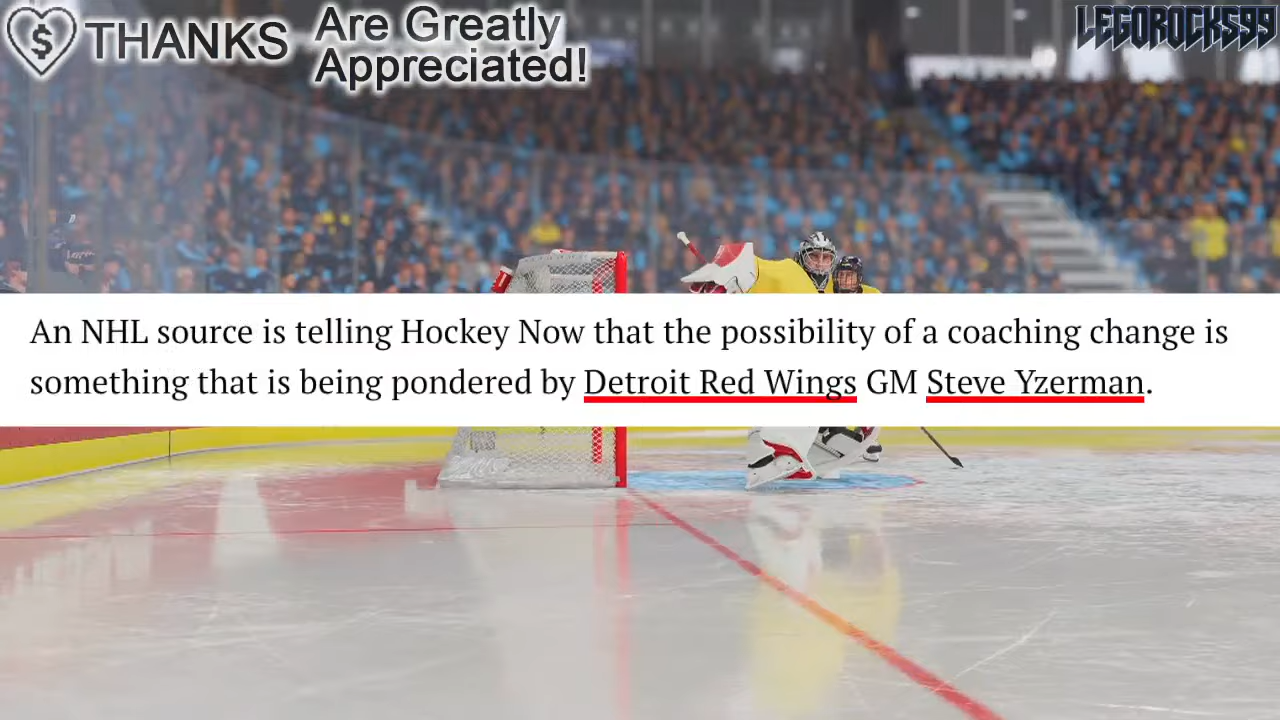 THANKS
Are Greatly
Appreciated!
LEGOROCKS99
An NHL source is telling Hockey Now that the possibility of a coaching change is
something that is being pondered by Detroit Red Wings GM Steve Yzerman.